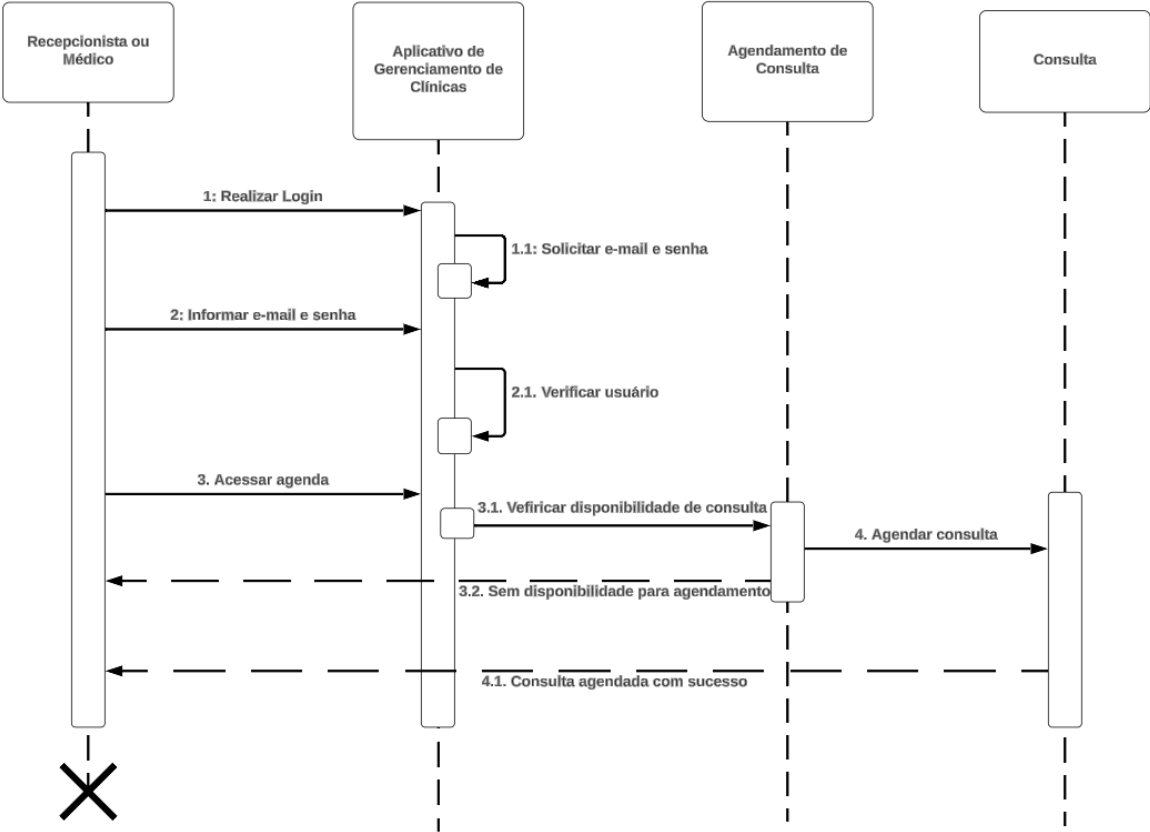 Recepcionista ou
Médico
Aplicativo de
Gerenciamento de
Clínicas
Agendamento de
Consulta
Consulta
1: Realizar Login
1.1: Solicitar e-mail e senha
2: Informar e-mail e senha
2.1. Verificar usuário
3. Acessar agenda
3.1. Vefiricar disponibilidade de consulta
4. Agendar consulta
3.2. Sem disponibilidade para agendamento
4.1. Consulta agendada com sucesso